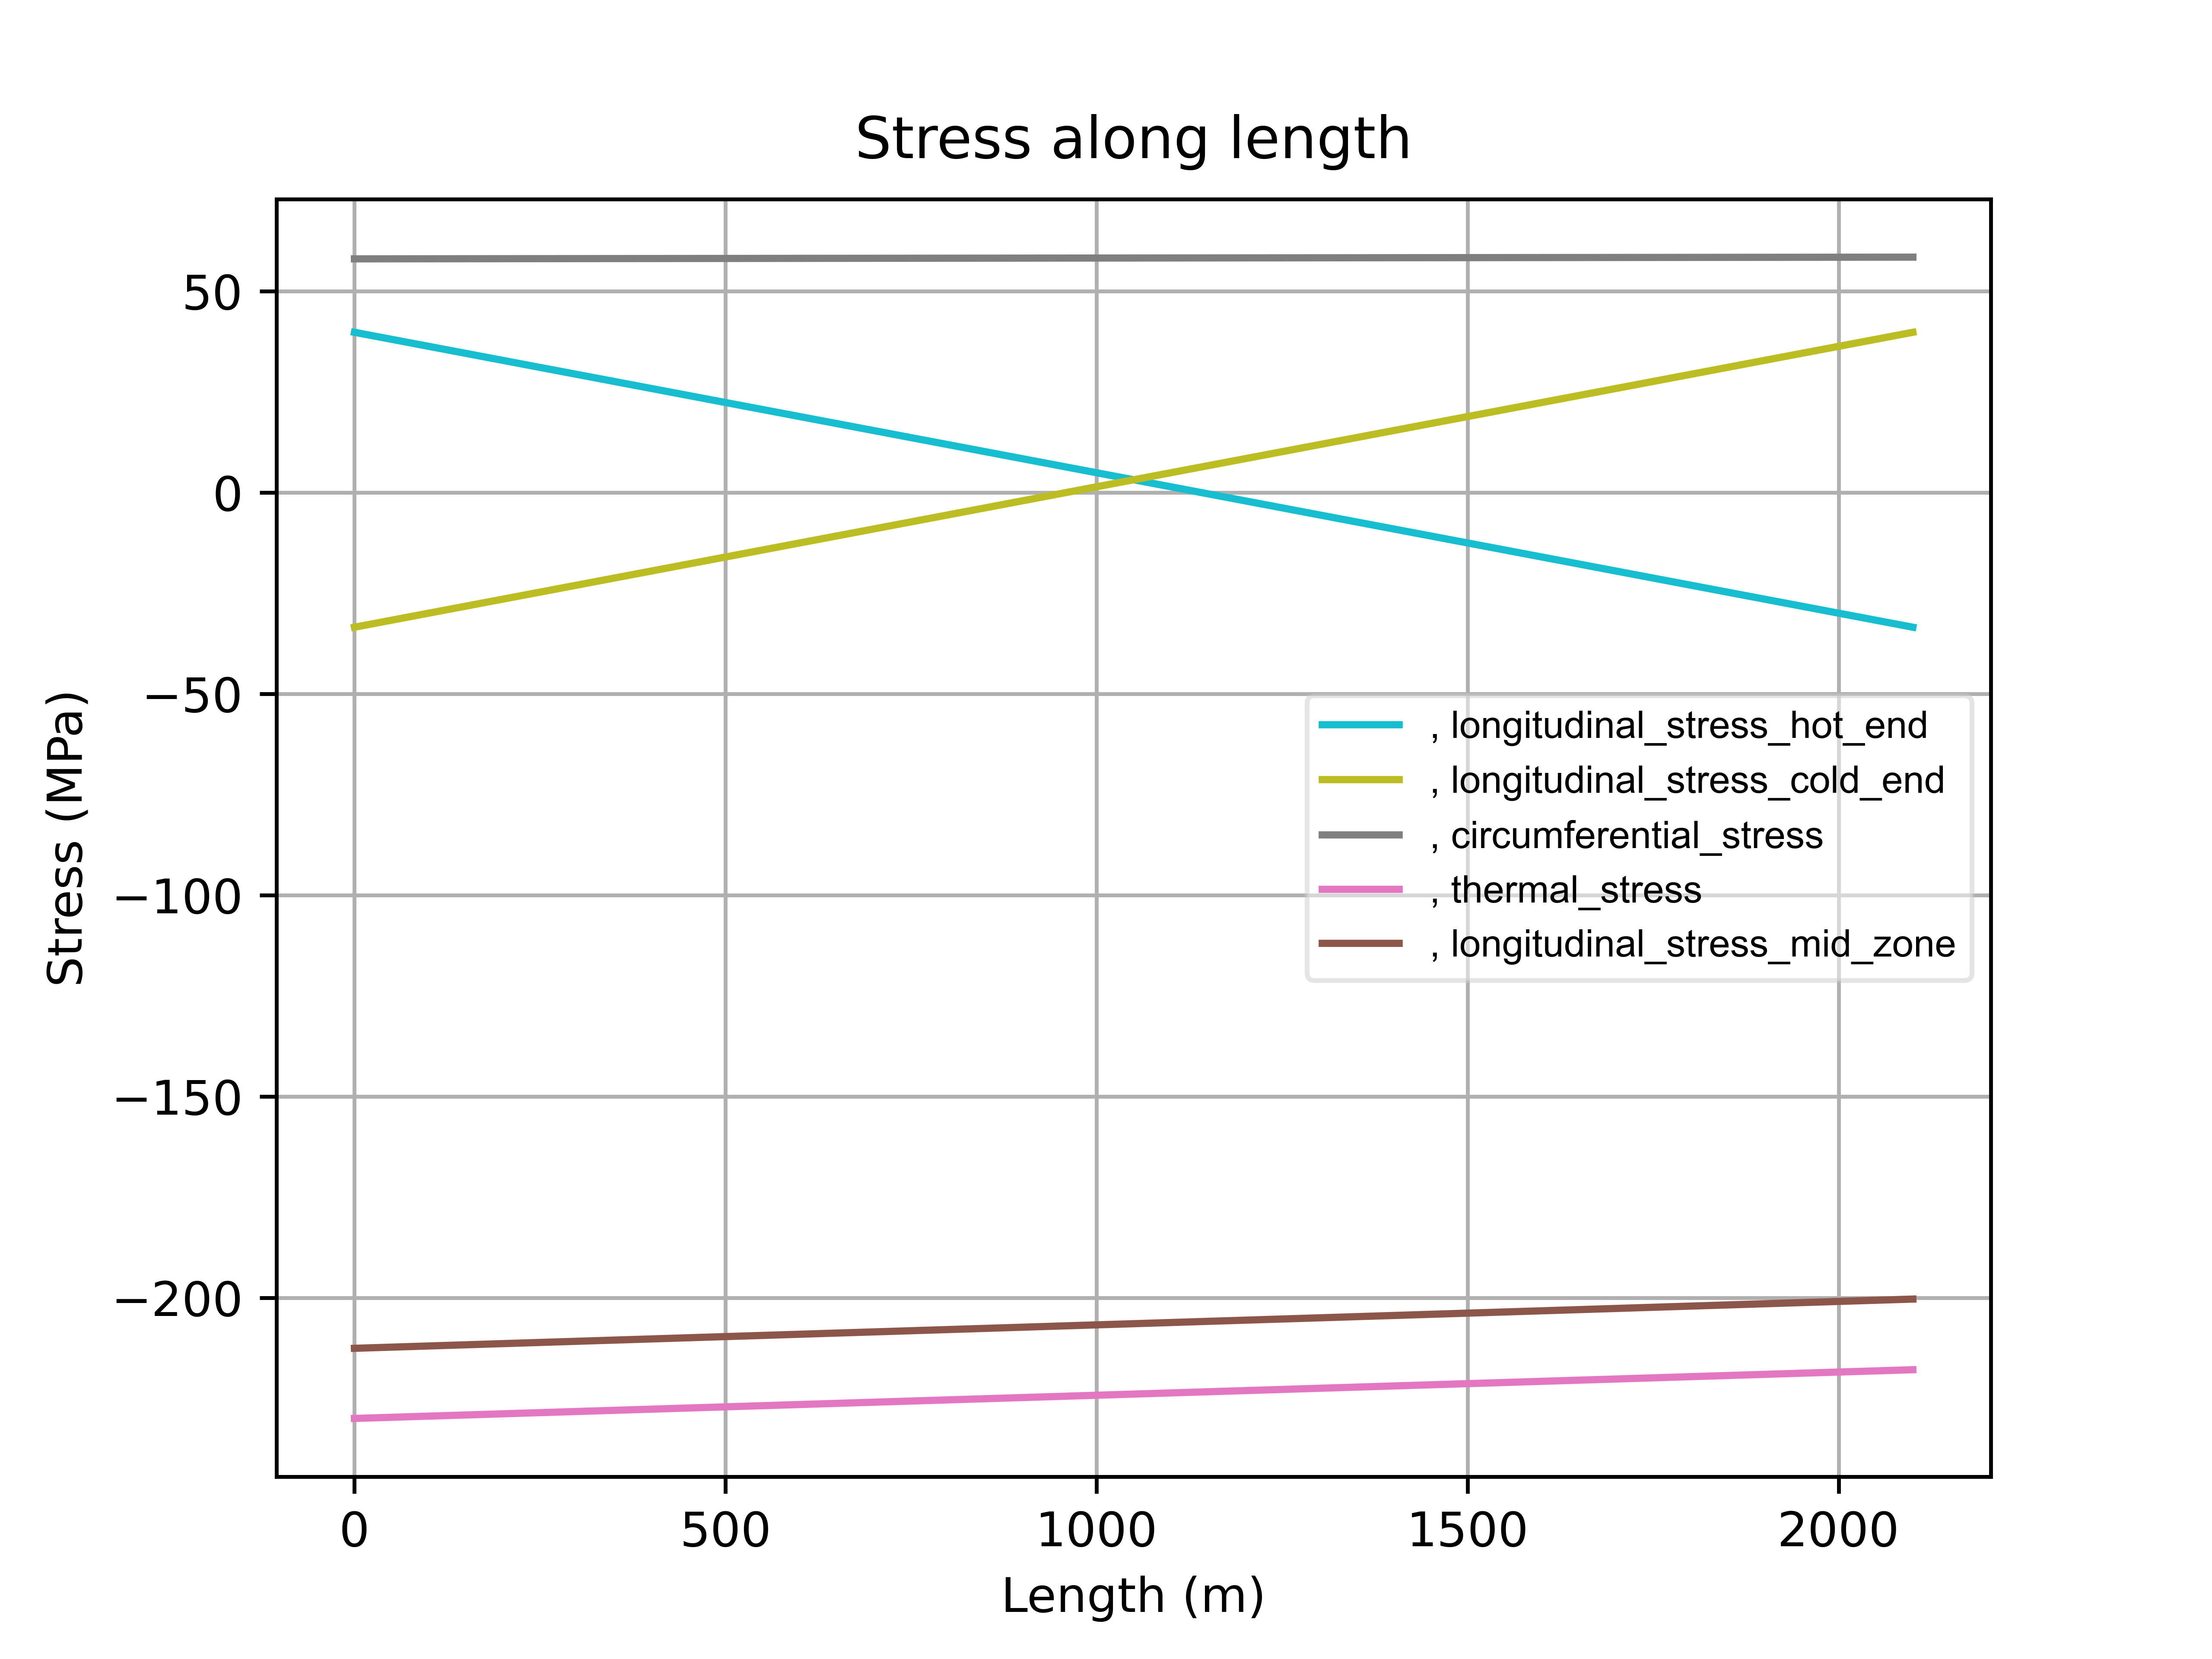 Stress along length
Stress (MPa)
50
0
−50
−100
−150
−200
, longitudinal_stress_hot_end
, longitudinal_stress_cold_end
, circumferential_stress
, thermal_stress
, longitudinal_stress_mid_zone
0 500 1000 1500 2000
Length (m)